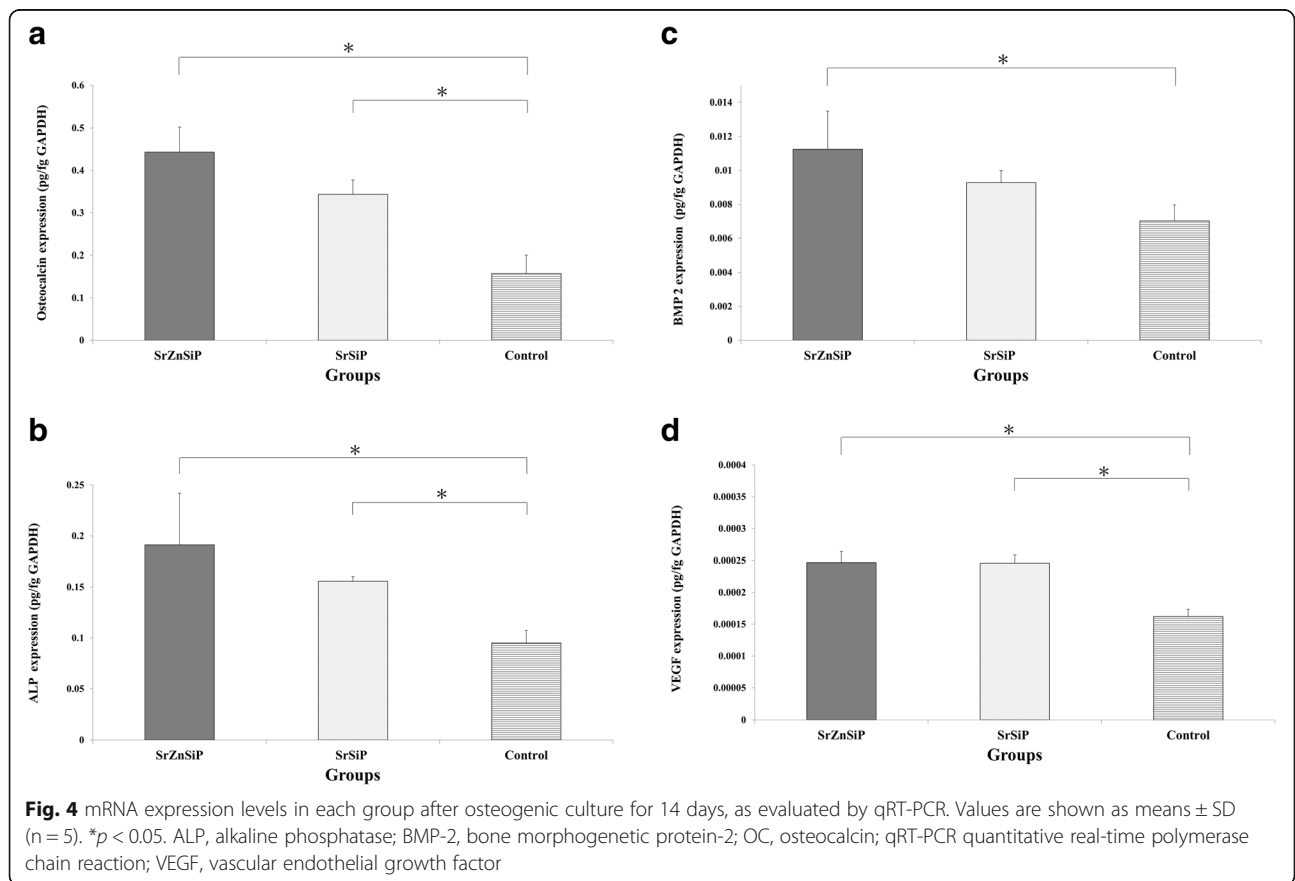 a
*
*
0.6
0.5
0.4
0.3
0.2
0.1
0
Osteocalcin expression (pg/fg GAPDH)
SrZnSiP SrSiP Control
Groups
b
*
*
0.25
0.2
0.15
0.1
0.05
0
ALP expression (pg/fg GAPDH)
SrZnSiP SrSiP Control
Groups
c
*
0.014
0.012
0.01
0.008
0.006
0.004
0.002
0
BMP 2 expression (pg/fg GAPDH)
SrZnSiP SrSiP Control
Groups
d
*
*
0.0004
0.00035
0.0003
0.00025
0.0002
0.00015
0.0001
0.00005
0
VEGF expression (pg/fg GAPDH)
SrZnSiP SrSiP Control
Groups
Fig. 4 mRNA expression levels in each group after osteogenic culture for 14 days, as evaluated by qRT-PCR. Values are shown as means ± SD
(n = 5). *p < 0.05. ALP, alkaline phosphatase; BMP-2, bone morphogenetic protein-2; OC, osteocalcin; qRT-PCR quantitative real-time polymerase
chain reaction; VEGF, vascular endothelial growth factor